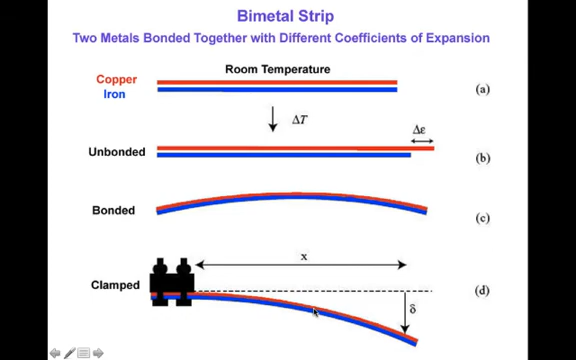 Bimetal Strip
Two Metals Bonded Together with Different Coefficients of Expansion
Room Temperature
Copper
Iron
(a)
ΔT
Δε
Unbonded
(b)
Bonded
(c)
x
Clamped
(d)
δ